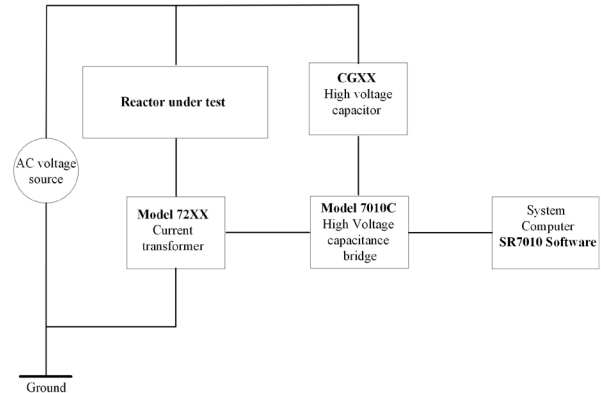 CGXX
High voltage
capacitor
Reactor under test
AC voltage
source
Model 72XX
Current
transformer
Model 7010C
High Voltage
capacitance
bridge
System
Computer
SR7010 Software
Ground